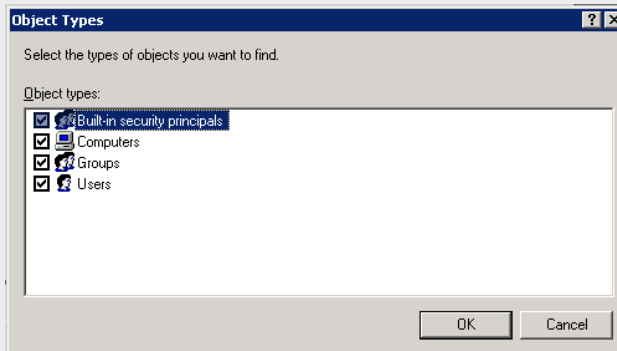 Object Types
Select the types of objects you want to find.
Object types:
Built-in security principals
Computers
Groups
Users
OK
Cancel